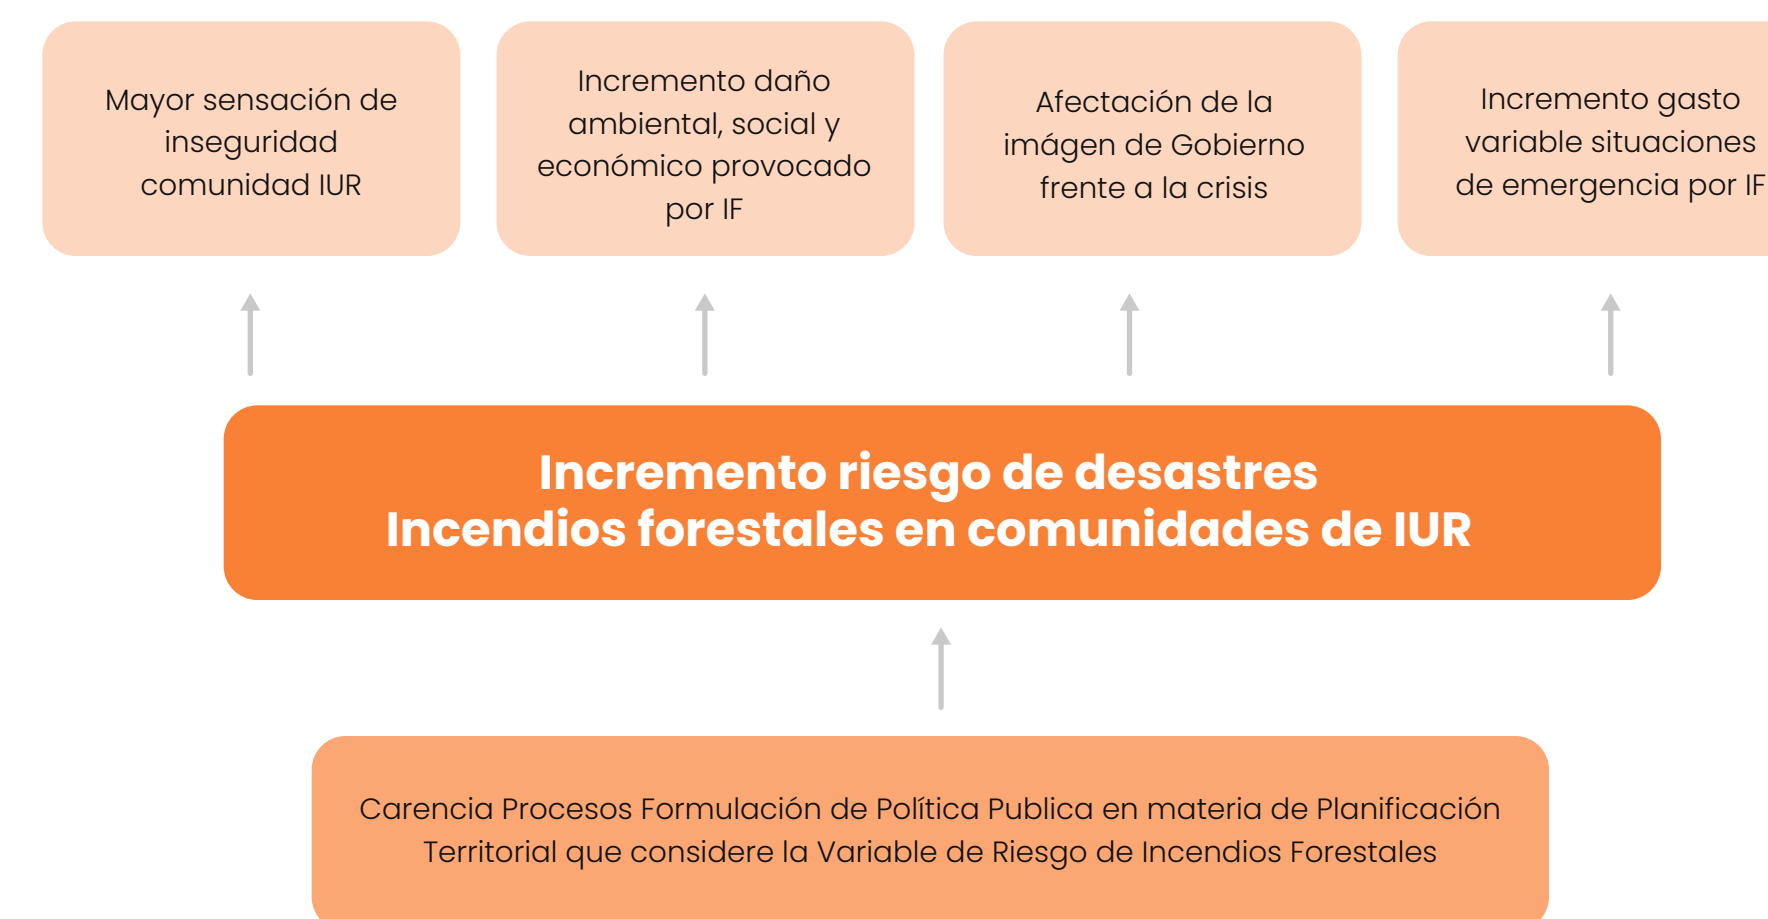 Mayor sensación de
inseguridad
comunidad IUR
Incremento daño
ambiental, social y
económico provocado
por IF
Afectación de la
imágen de Gobierno
frente a la crisis
Incremento gasto
variable situaciones
de emergencia por IF
Incremento riesgo de desastres
Incendios forestales en comunidades de IUR
Carencia Procesos Formulación de Política Publica en materia de Planificación
Territorial que considere la Variable de Riesgo de Incendios Forestales